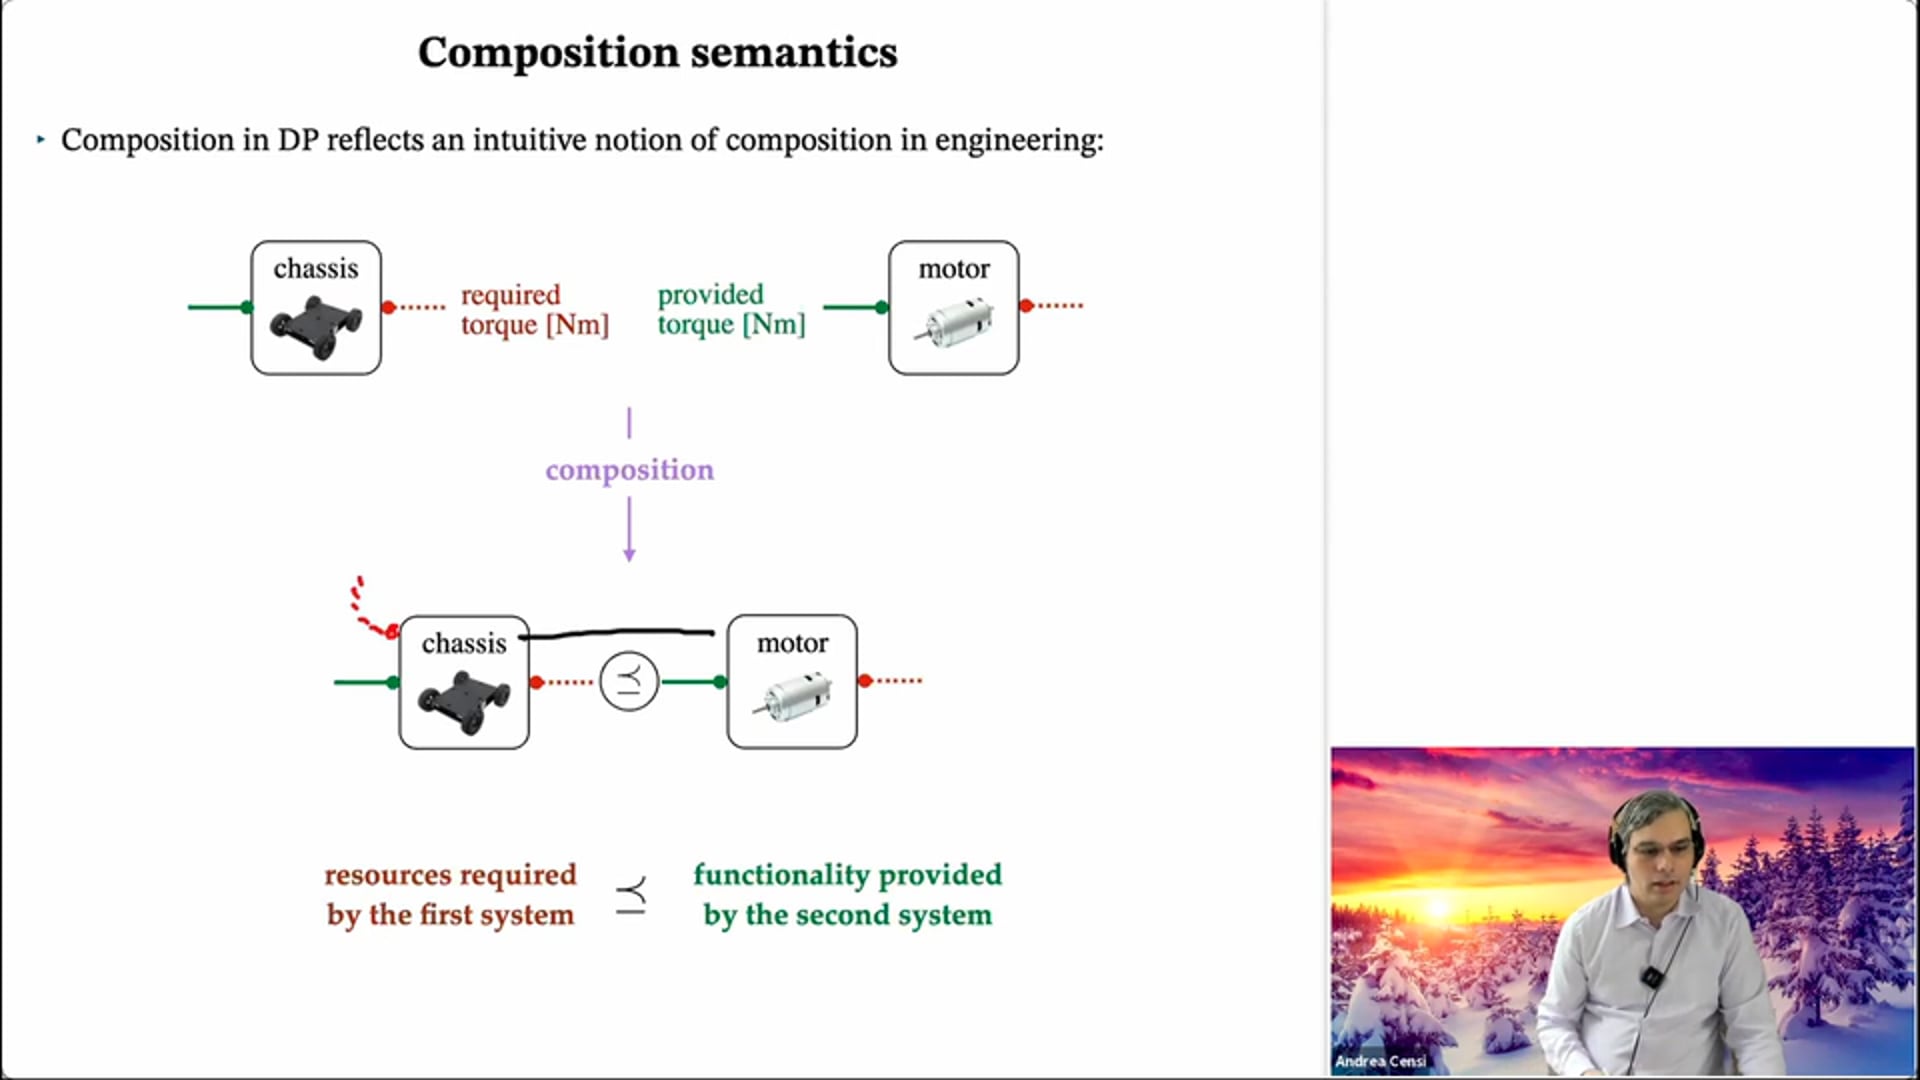 Composition semantics
‣ Composition in DP reflects an intuitive notion of composition in engineering:
chassis
required
torque [Nm]
provided
torque [Nm]
motor
composition
chassis
⪯
motor
resources required
by the first system
⪯
functionality provided
by the second system
Andrea Censi